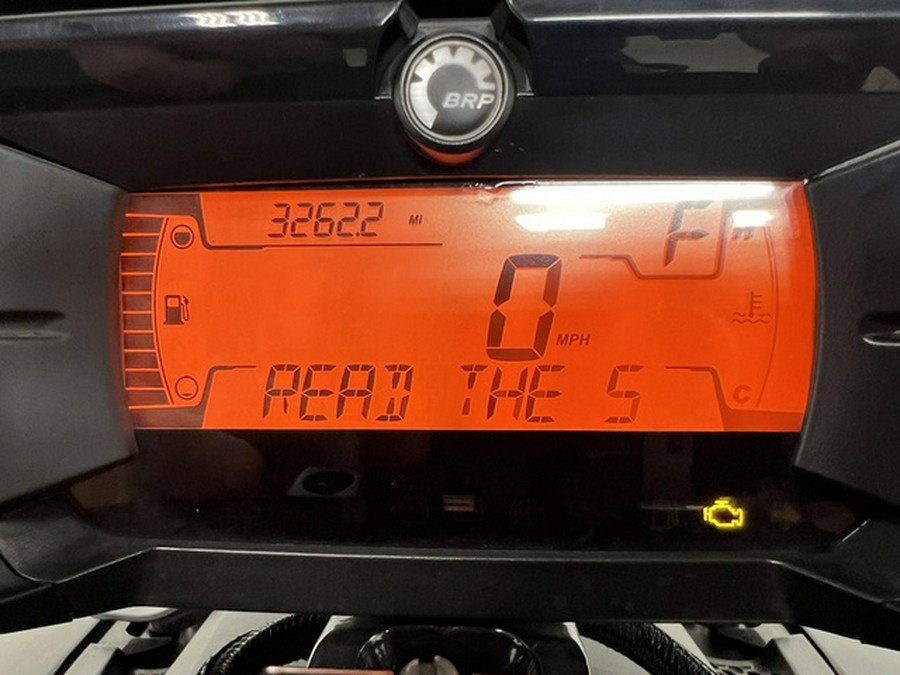 BRP
3262.2 MI
F H
0 MPH
READ THE S
C